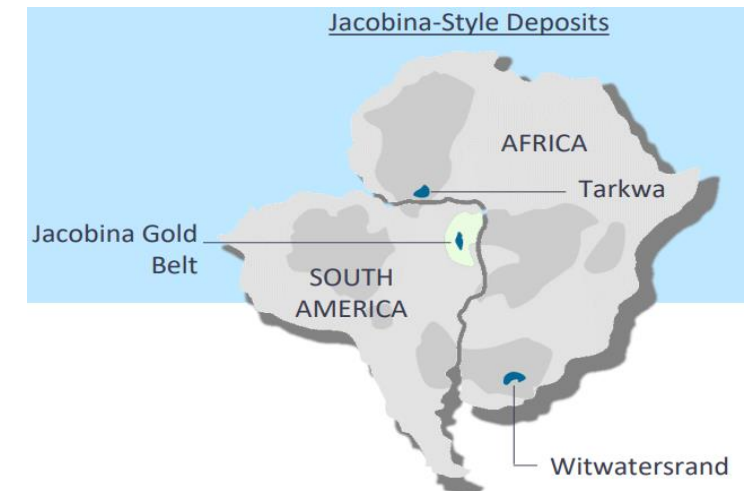 Jacobina-Style Deposits
AFRICA
Tarkwa
Jacobina Gold
Belt
SOUTH
AMERICA
Witwatersrand